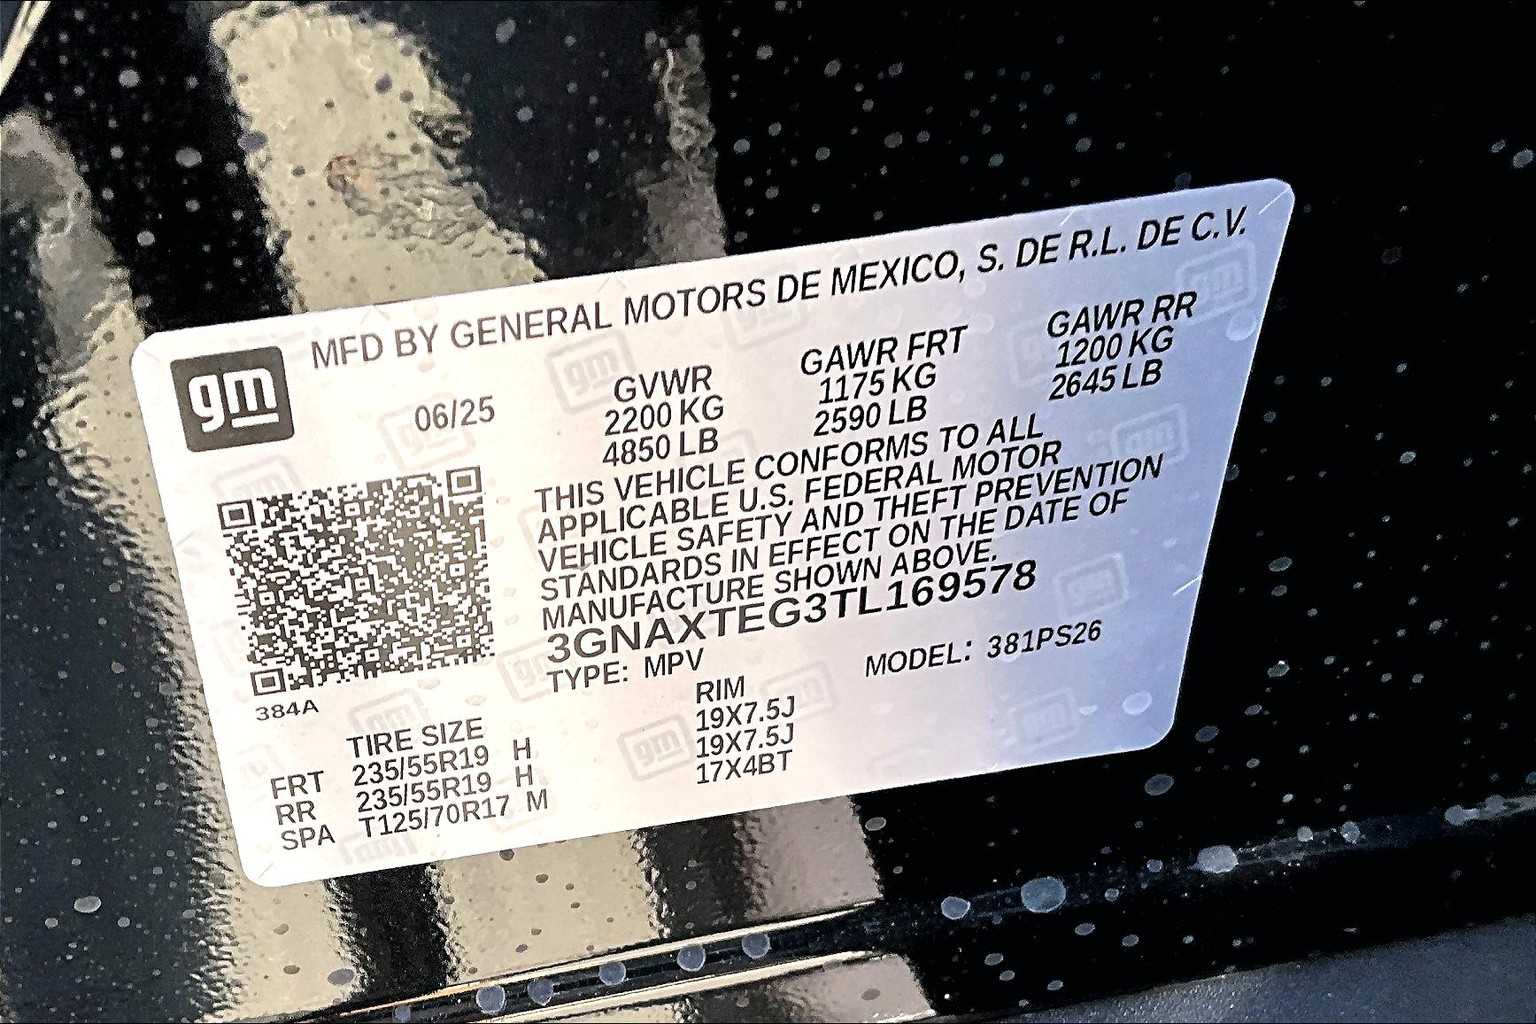 MFD BY GENERAL MOTORS DE MEXICO, S. DE R.L. DE C.V.
gm
06/25
GVWR
2200 KG
4850 LB
GAWR FRT
1175 KG
2590 LB
GAWR RR
1200 KG
2645 LB
THIS VEHICLE CONFORMS TO ALL
APPLICABLE U.S. FEDERAL MOTOR
VEHICLE SAFETY AND THEFT PREVENTION
STANDARDS IN EFFECT ON THE DATE OF
MANUFACTURE SHOWN ABOVE.
3GNAXTEG3TL169578
TYPE: MPV
MODEL: 381PS26
384A
TIRE SIZE RIM
FRT 235/55R19 H 19X7.5J
RR 235/55R19 H 19X7.5J
SPA T125/70R17 M 17X4BT